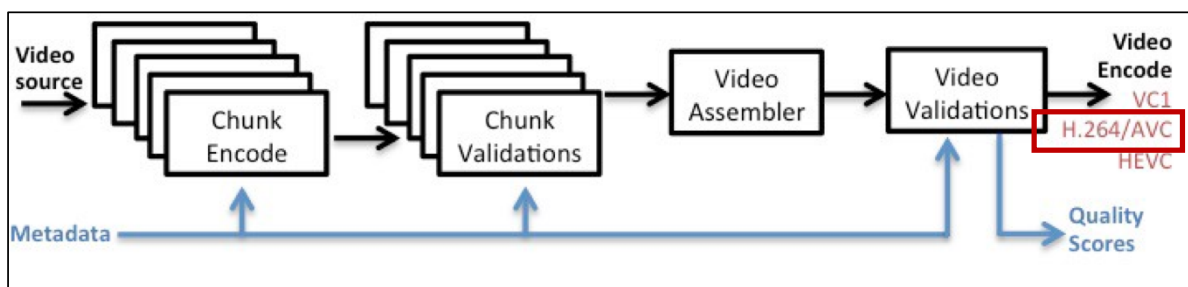 Video
source
Chunk
Encode
Chunk
Validations
Video
Assembler
Video
Validations
Video
Encode
VC1
H.264/AVC
HEVC
Metadata
Quality
Scores